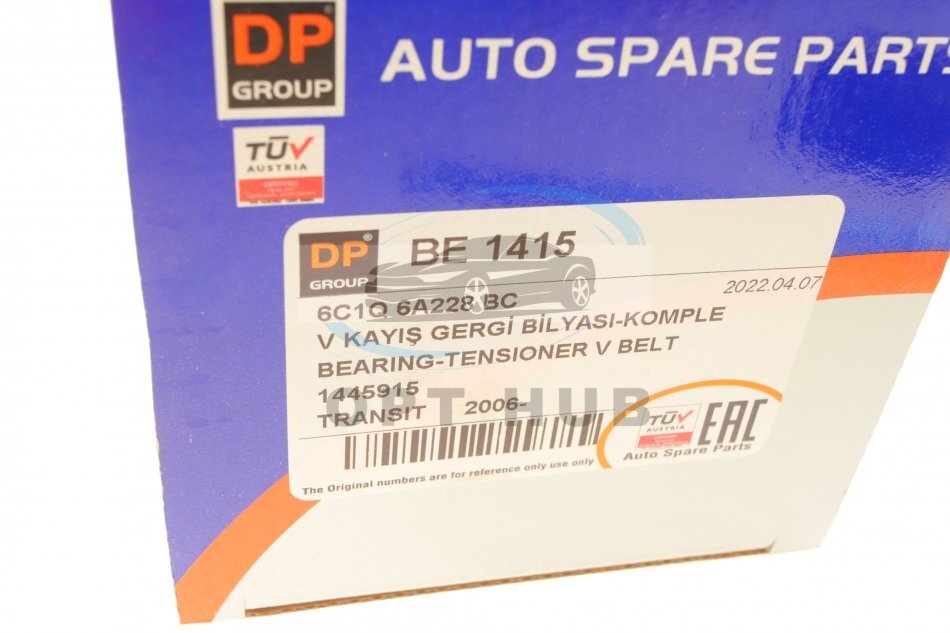 DP
GROUP
AUTO SPARE PARTS
TÜV
AUSTRIA
DP®
GROUP
BE 1415
2022.04.07
6C1Q 6A228 BC
V KAYIŞ GERGİ BİLYASI-KOMPLE
BEARING-TENSIONER V BELT
1445915
TRANSIT 2006-
OPT HUB
TÜV
AUSTRIA
EAC
Auto Spare Parts
The Original numbers are for reference only use only